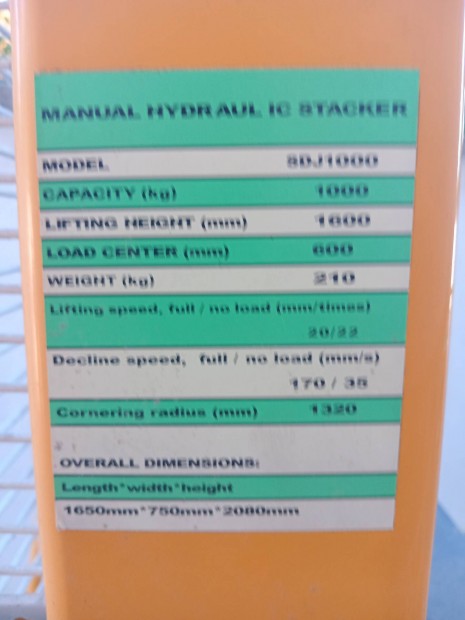 MANUAL HYDRAUL IC STACKER
MODEL SDJ1000
CAPACITY (kg) 1000
LIFTING HEIGHT (mm) 1600
LOAD CENTER (mm) 600
WEIGHT (kg) 210
Lifting speed, full / no load (mm/times)
20/22
Decline speed, full / no load (mm/s)
170 / 35
Cornering radius (mm) 1320
OVERALL DIMENSIONS:
Length*width*height
1650mm*750mm*2080mm